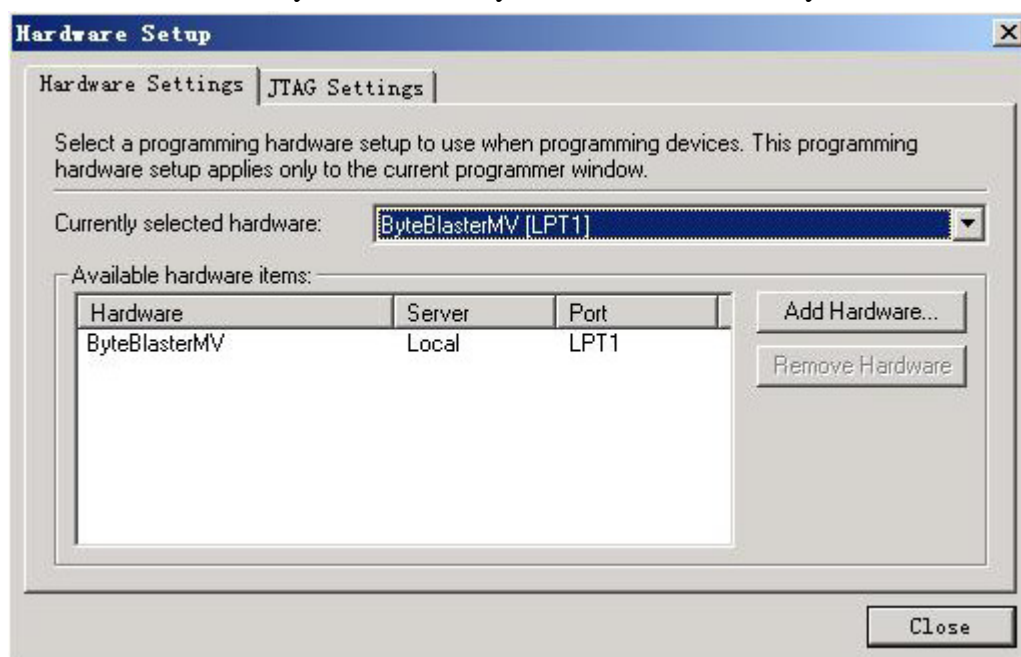 Hardware Setup
Hardware Settings JTAG Settings
Select a programming hardware setup to use when programming devices. This programming
hardware setup applies only to the current programmer window.
Currently selected hardware: ByteBlasterMV [LPT1]
Available hardware items:
Hardware Server Port
ByteBlasterMV Local LPT1
Add Hardware...
Remove Hardware
Close